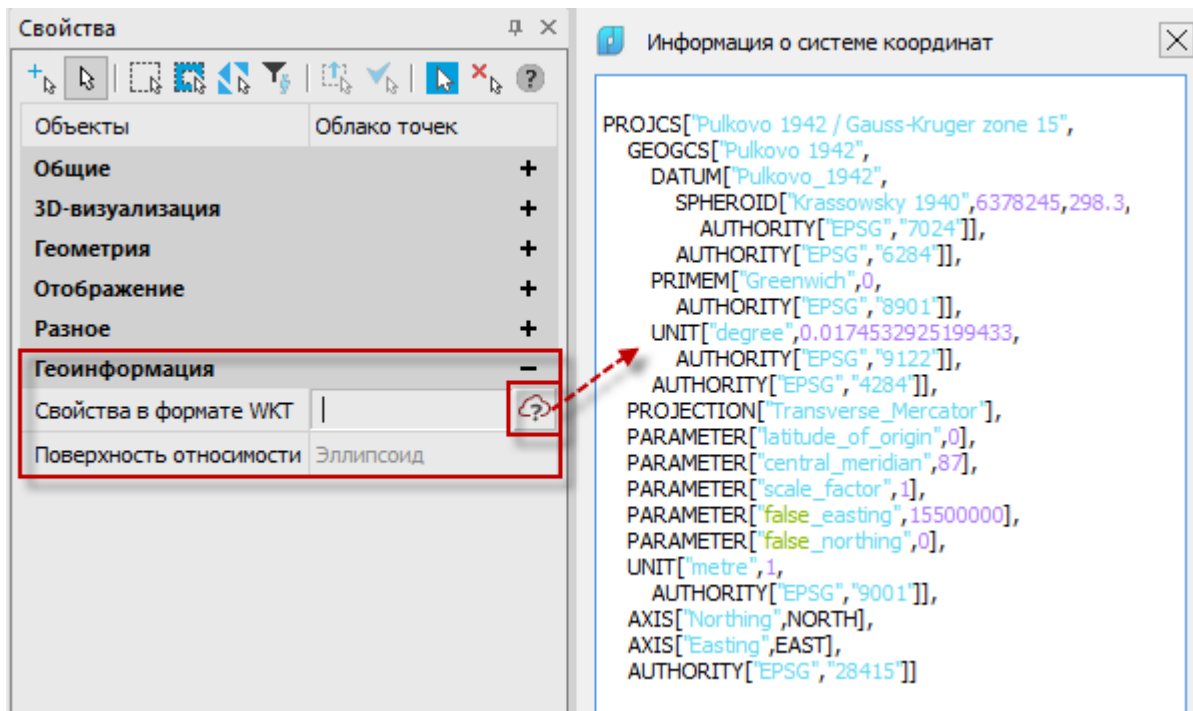 Свойства
Объекты Облако точек
Общие +
3D-визуализация +
Геометрия +
Отображение +
Разное +
Геоинформация −
Свойства в формате WKT
Поверхность относимости Эллипсоид
Информация о системе координат
PROJCS["Pulkovo 1942 / Gauss-Kruger zone 15",
GEOGCS["Pulkovo 1942",
DATUM["Pulkovo_1942",
SPHEROID["Krassowsky 1940",6378245,298.3,
AUTHORITY["EPSG","7024"]],
AUTHORITY["EPSG","6284"]],
PRIMEM["Greenwich",0,
AUTHORITY["EPSG","8901"]],
UNIT["degree",0.0174532925199433,
AUTHORITY["EPSG","9122"]],
AUTHORITY["EPSG","4284"]],
PROJECTION["Transverse_Mercator"],
PARAMETER["latitude_of_origin",0],
PARAMETER["central_meridian",87],
PARAMETER["scale_factor",1],
PARAMETER["false_easting",15500000],
PARAMETER["false_northing",0],
UNIT["metre",1,
AUTHORITY["EPSG","9001"]],
AXIS["Northing",NORTH],
AXIS["Easting",EAST],
AUTHORITY["EPSG","28415"]]